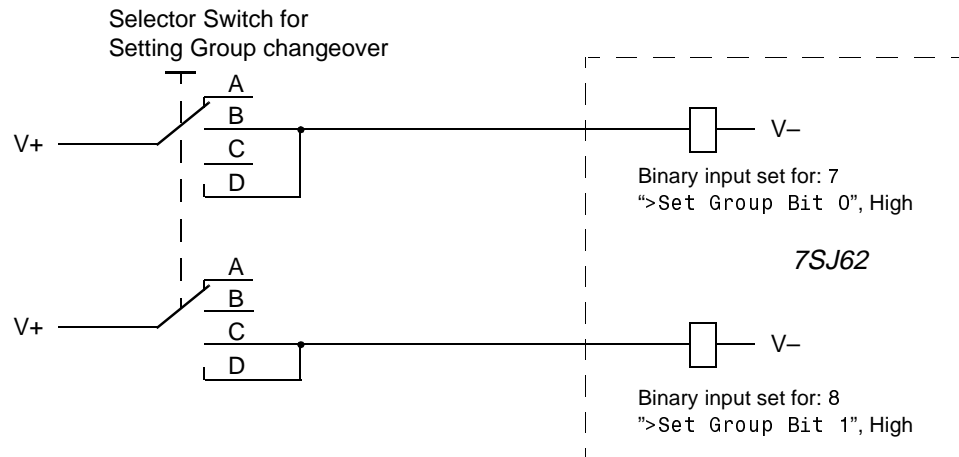 Selector Switch for
Setting Group changeover
A
B
C
D
V+
V–
Binary input set for: 7
“>Set Group Bit 0”, High
7SJ62
A
B
C
D
V+
V–
Binary input set for: 8
”>Set Group Bit 1”, High